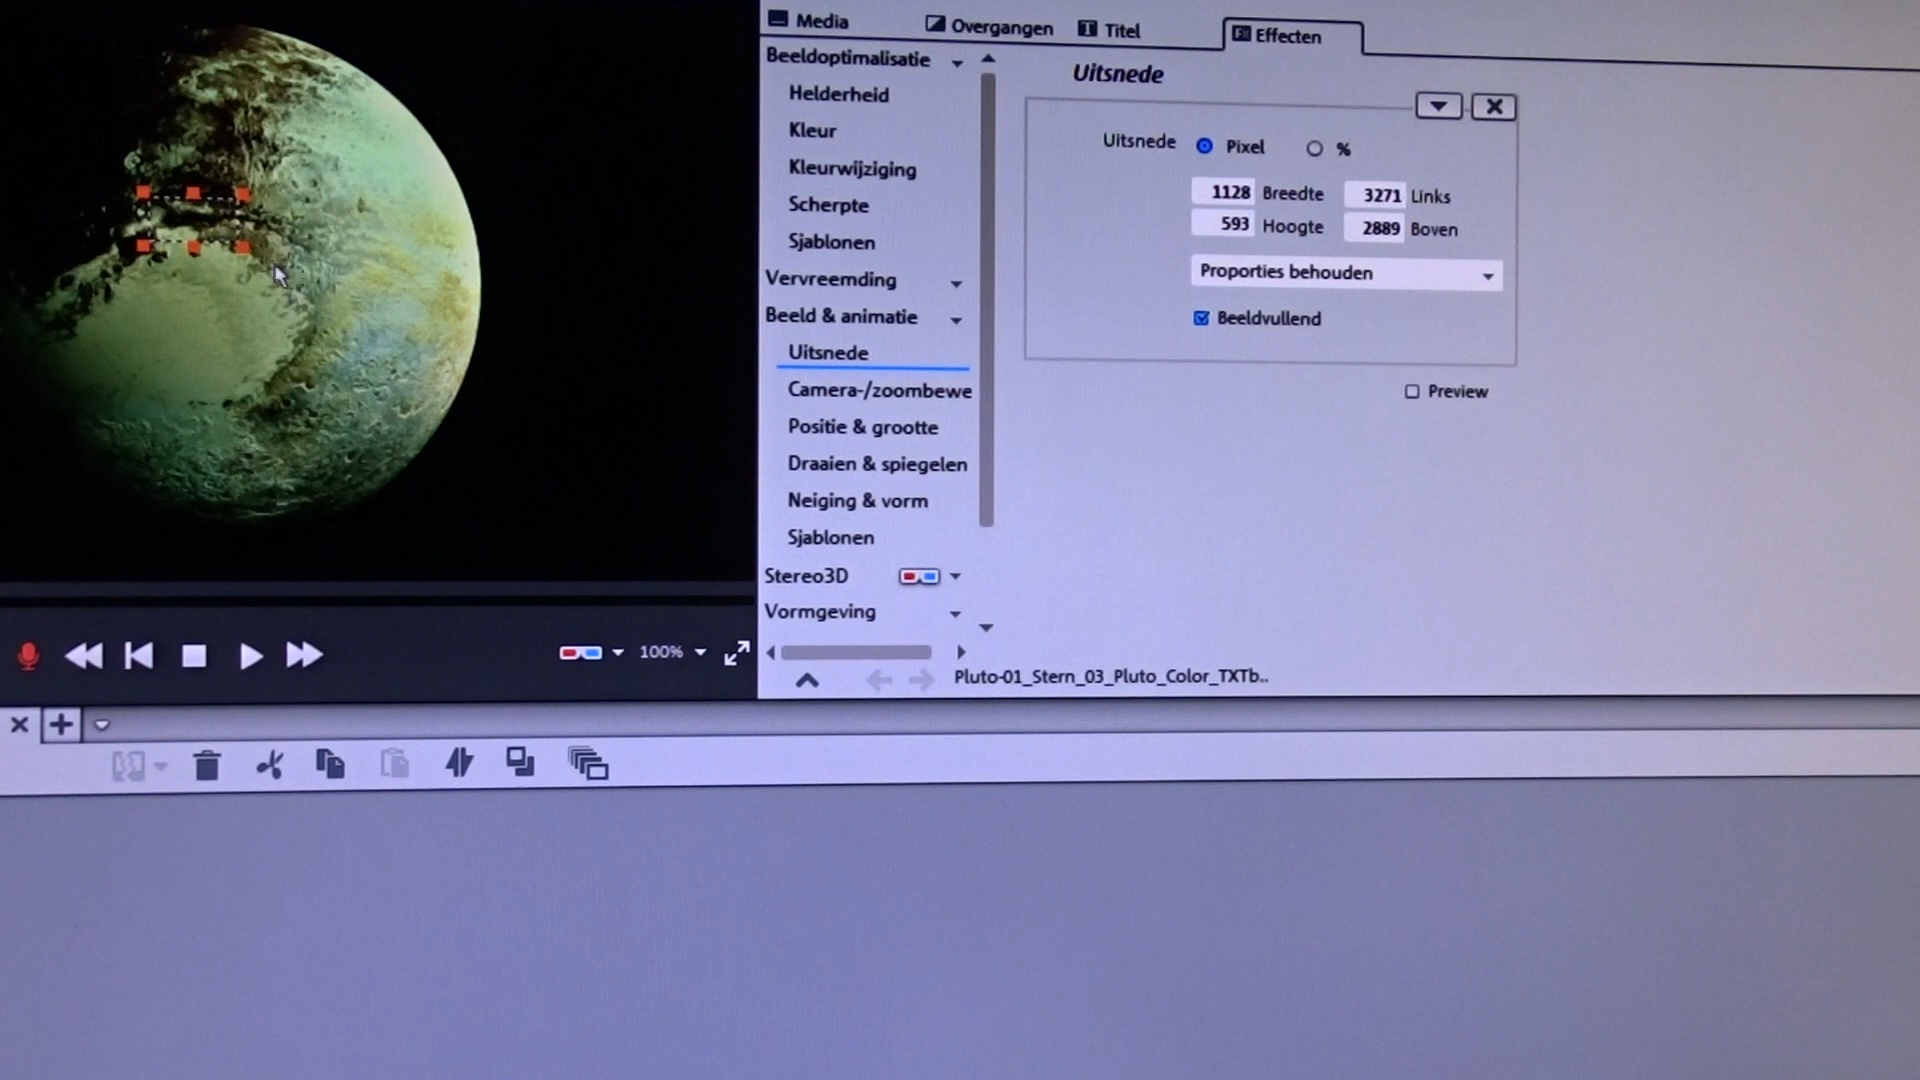 Media
Overgangen
Titel
Effecten
Beeldoptimalisatie
Helderheid
Kleur
Kleurwijziging
Scherpte
Sjablonen
Vervreemding
Beeld & animatie
Uitsnede
Camera-/zoombewe
Positie & grootte
Draaien & spiegelen
Neiging & vorm
Sjablonen
Stereo3D
Vormgeving
Uitsnede
Uitsnede Pixel %
1128 Breedte 3271 Links
593 Hoogte 2889 Boven
Proporties behouden
Beeldvullend
Preview
100%
Pluto-01_Stern_03_Pluto_Color_TXTb..